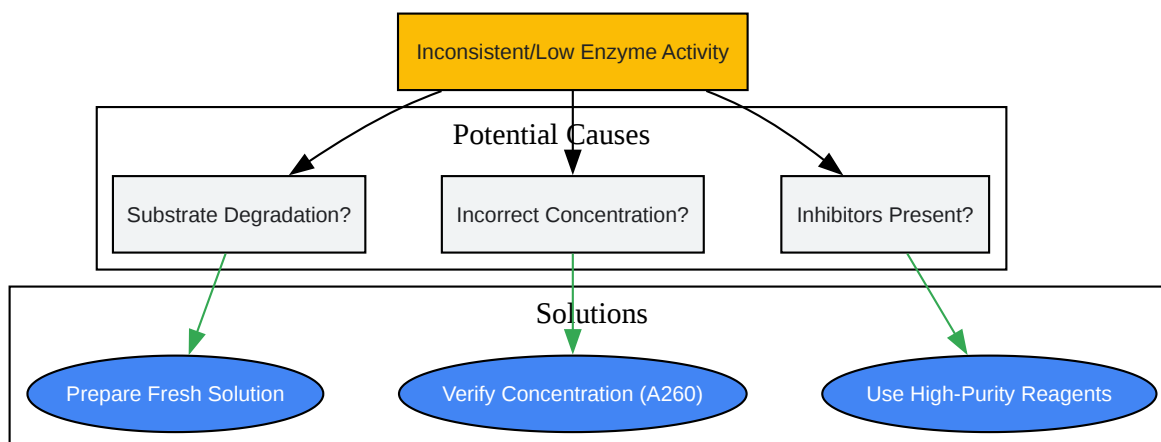 Inconsistent/Low Enzyme Activity
Potential Causes
Substrate Degradation?
Incorrect Concentration?
Inhibitors Present?
Solutions
Prepare Fresh Solution
Verify Concentration (A260)
Use High-Purity Reagents